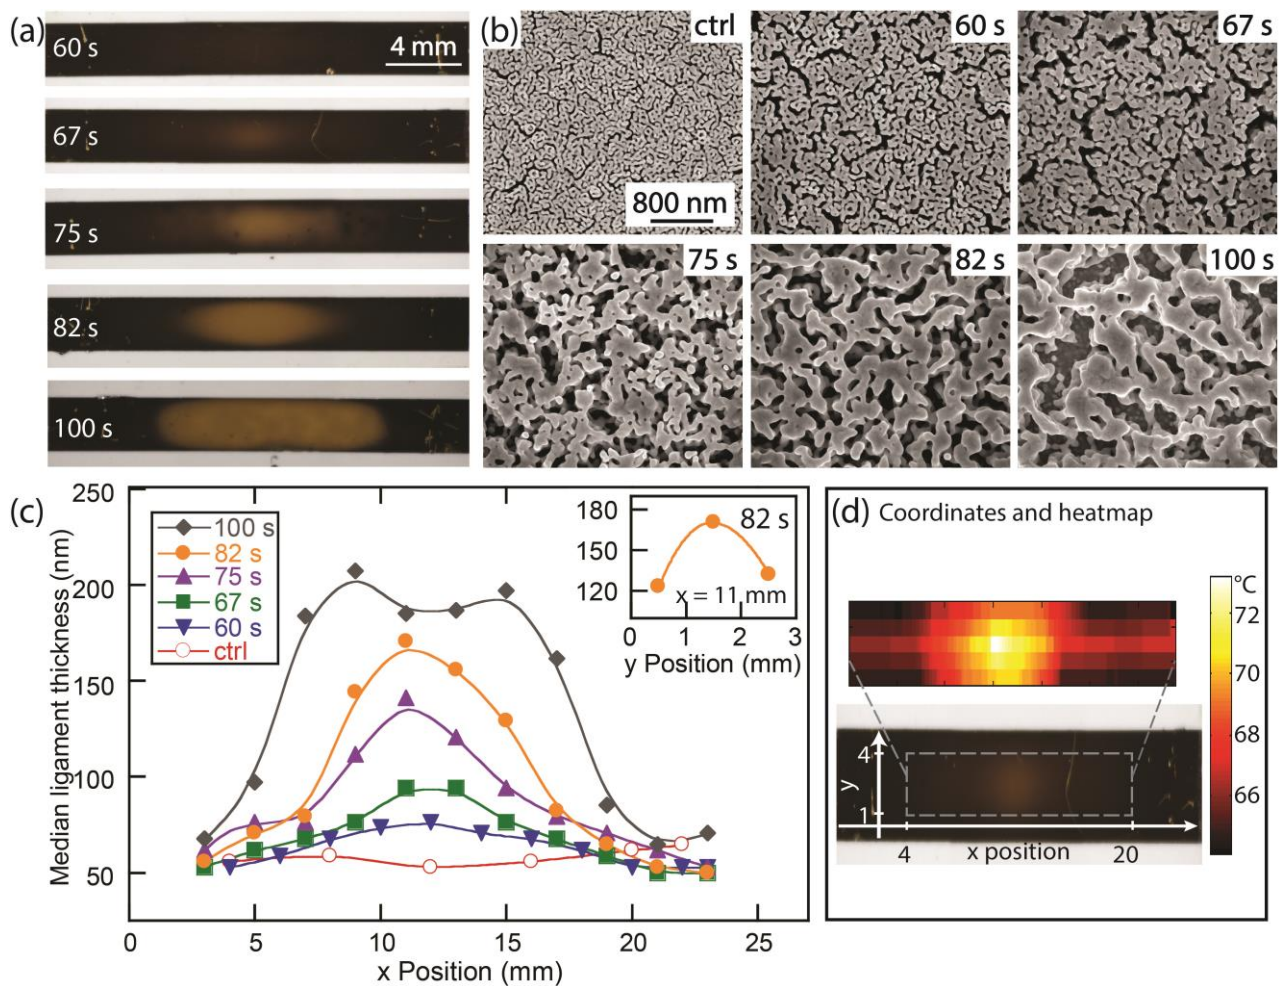 (a)
60 s
4 mm
67 s
75 s
82 s
100 s
(b)
ctrl
60 s
67 s
800 nm
75 s
82 s
100 s
(c)
Median ligament thickness (nm)
250
200
150
100
50
100 s
82 s
75 s
67 s
60 s
ctrl
0 5 10 15 20 25
x Position (mm)
180
150
120
82 s
x = 11 mm
0 1 2 3
y Position (mm)
(d) Coordinates and heatmap
°C
72
70
68
66
4
y
1
4 x position 20